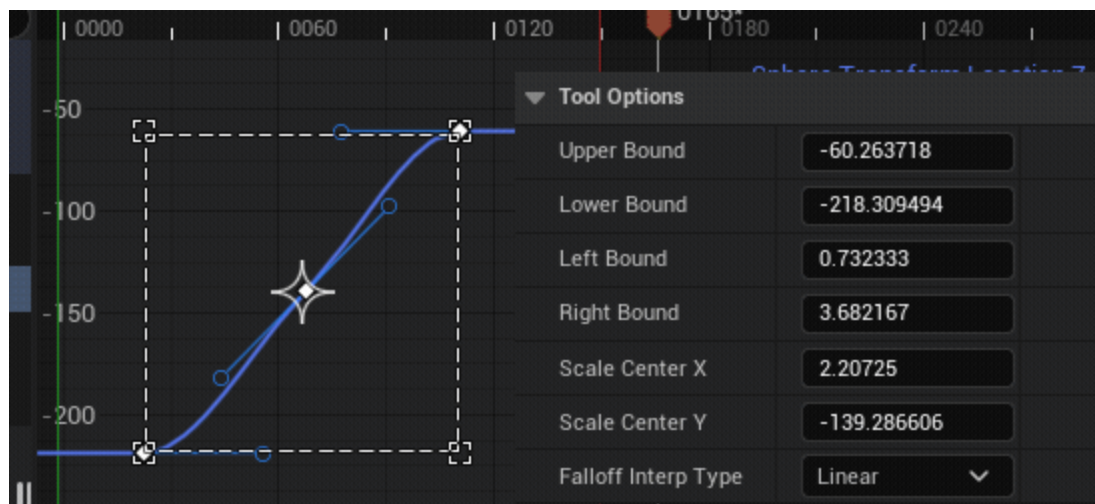 0000
0060
0120
0165*
0180
0240
-50
-100
-150
-200
Tool Options
Upper Bound -60.263718
Lower Bound -218.309494
Left Bound 0.732333
Right Bound 3.682167
Scale Center X 2.20725
Scale Center Y -139.286606
Falloff Interp Type Linear